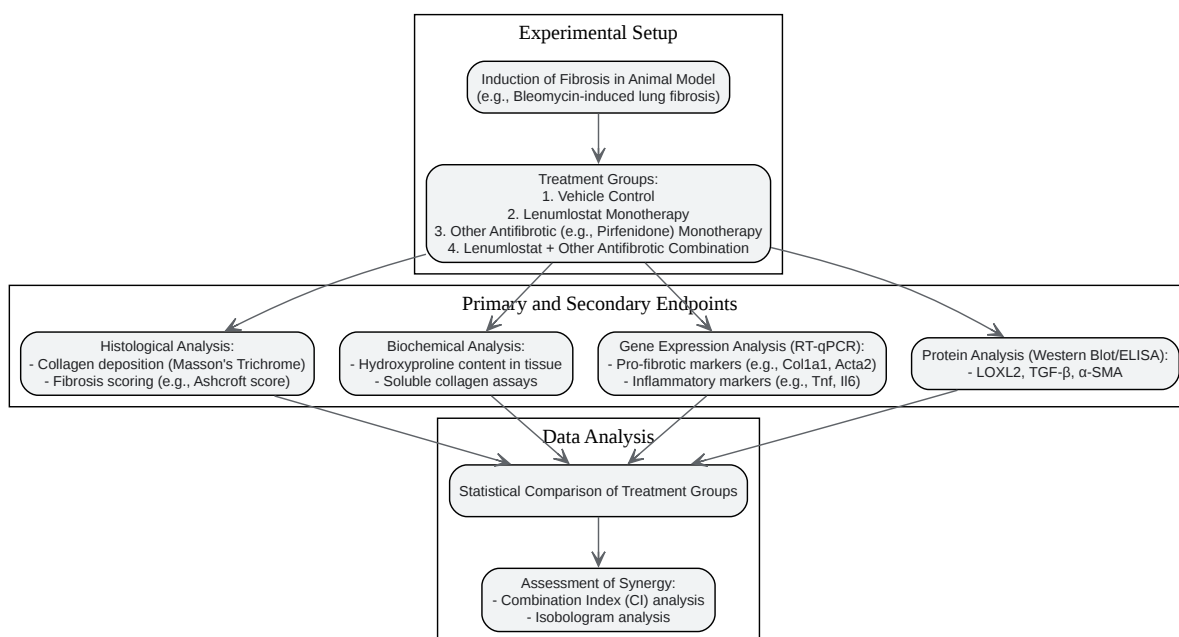 Experimental Setup
Induction of Fibrosis in Animal Model
(e.g., Bleomycin-induced lung fibrosis)
Treatment Groups:
1. Vehicle Control
2. Lenumlostat Monotherapy
3. Other Antifibrotic (e.g., Pirfenidone) Monotherapy
4. Lenumlostat + Other Antifibrotic Combination
Primary and Secondary Endpoints
Histological Analysis:
- Collagen deposition (Masson's Trichrome)
- Fibrosis scoring (e.g., Ashcroft score)
Biochemical Analysis:
- Hydroxyproline content in tissue
- Soluble collagen assays
Gene Expression Analysis (RT-qPCR):
- Pro-fibrotic markers (e.g., Col1a1, Acta2)
- Inflammatory markers (e.g., Tnf, Il6)
Protein Analysis (Western Blot/ELISA):
- LOXL2, TGF-β, α-SMA
Data Analysis
Statistical Comparison of Treatment Groups
Assessment of Synergy:
- Combination Index (CI) analysis
- Isobologram analysis